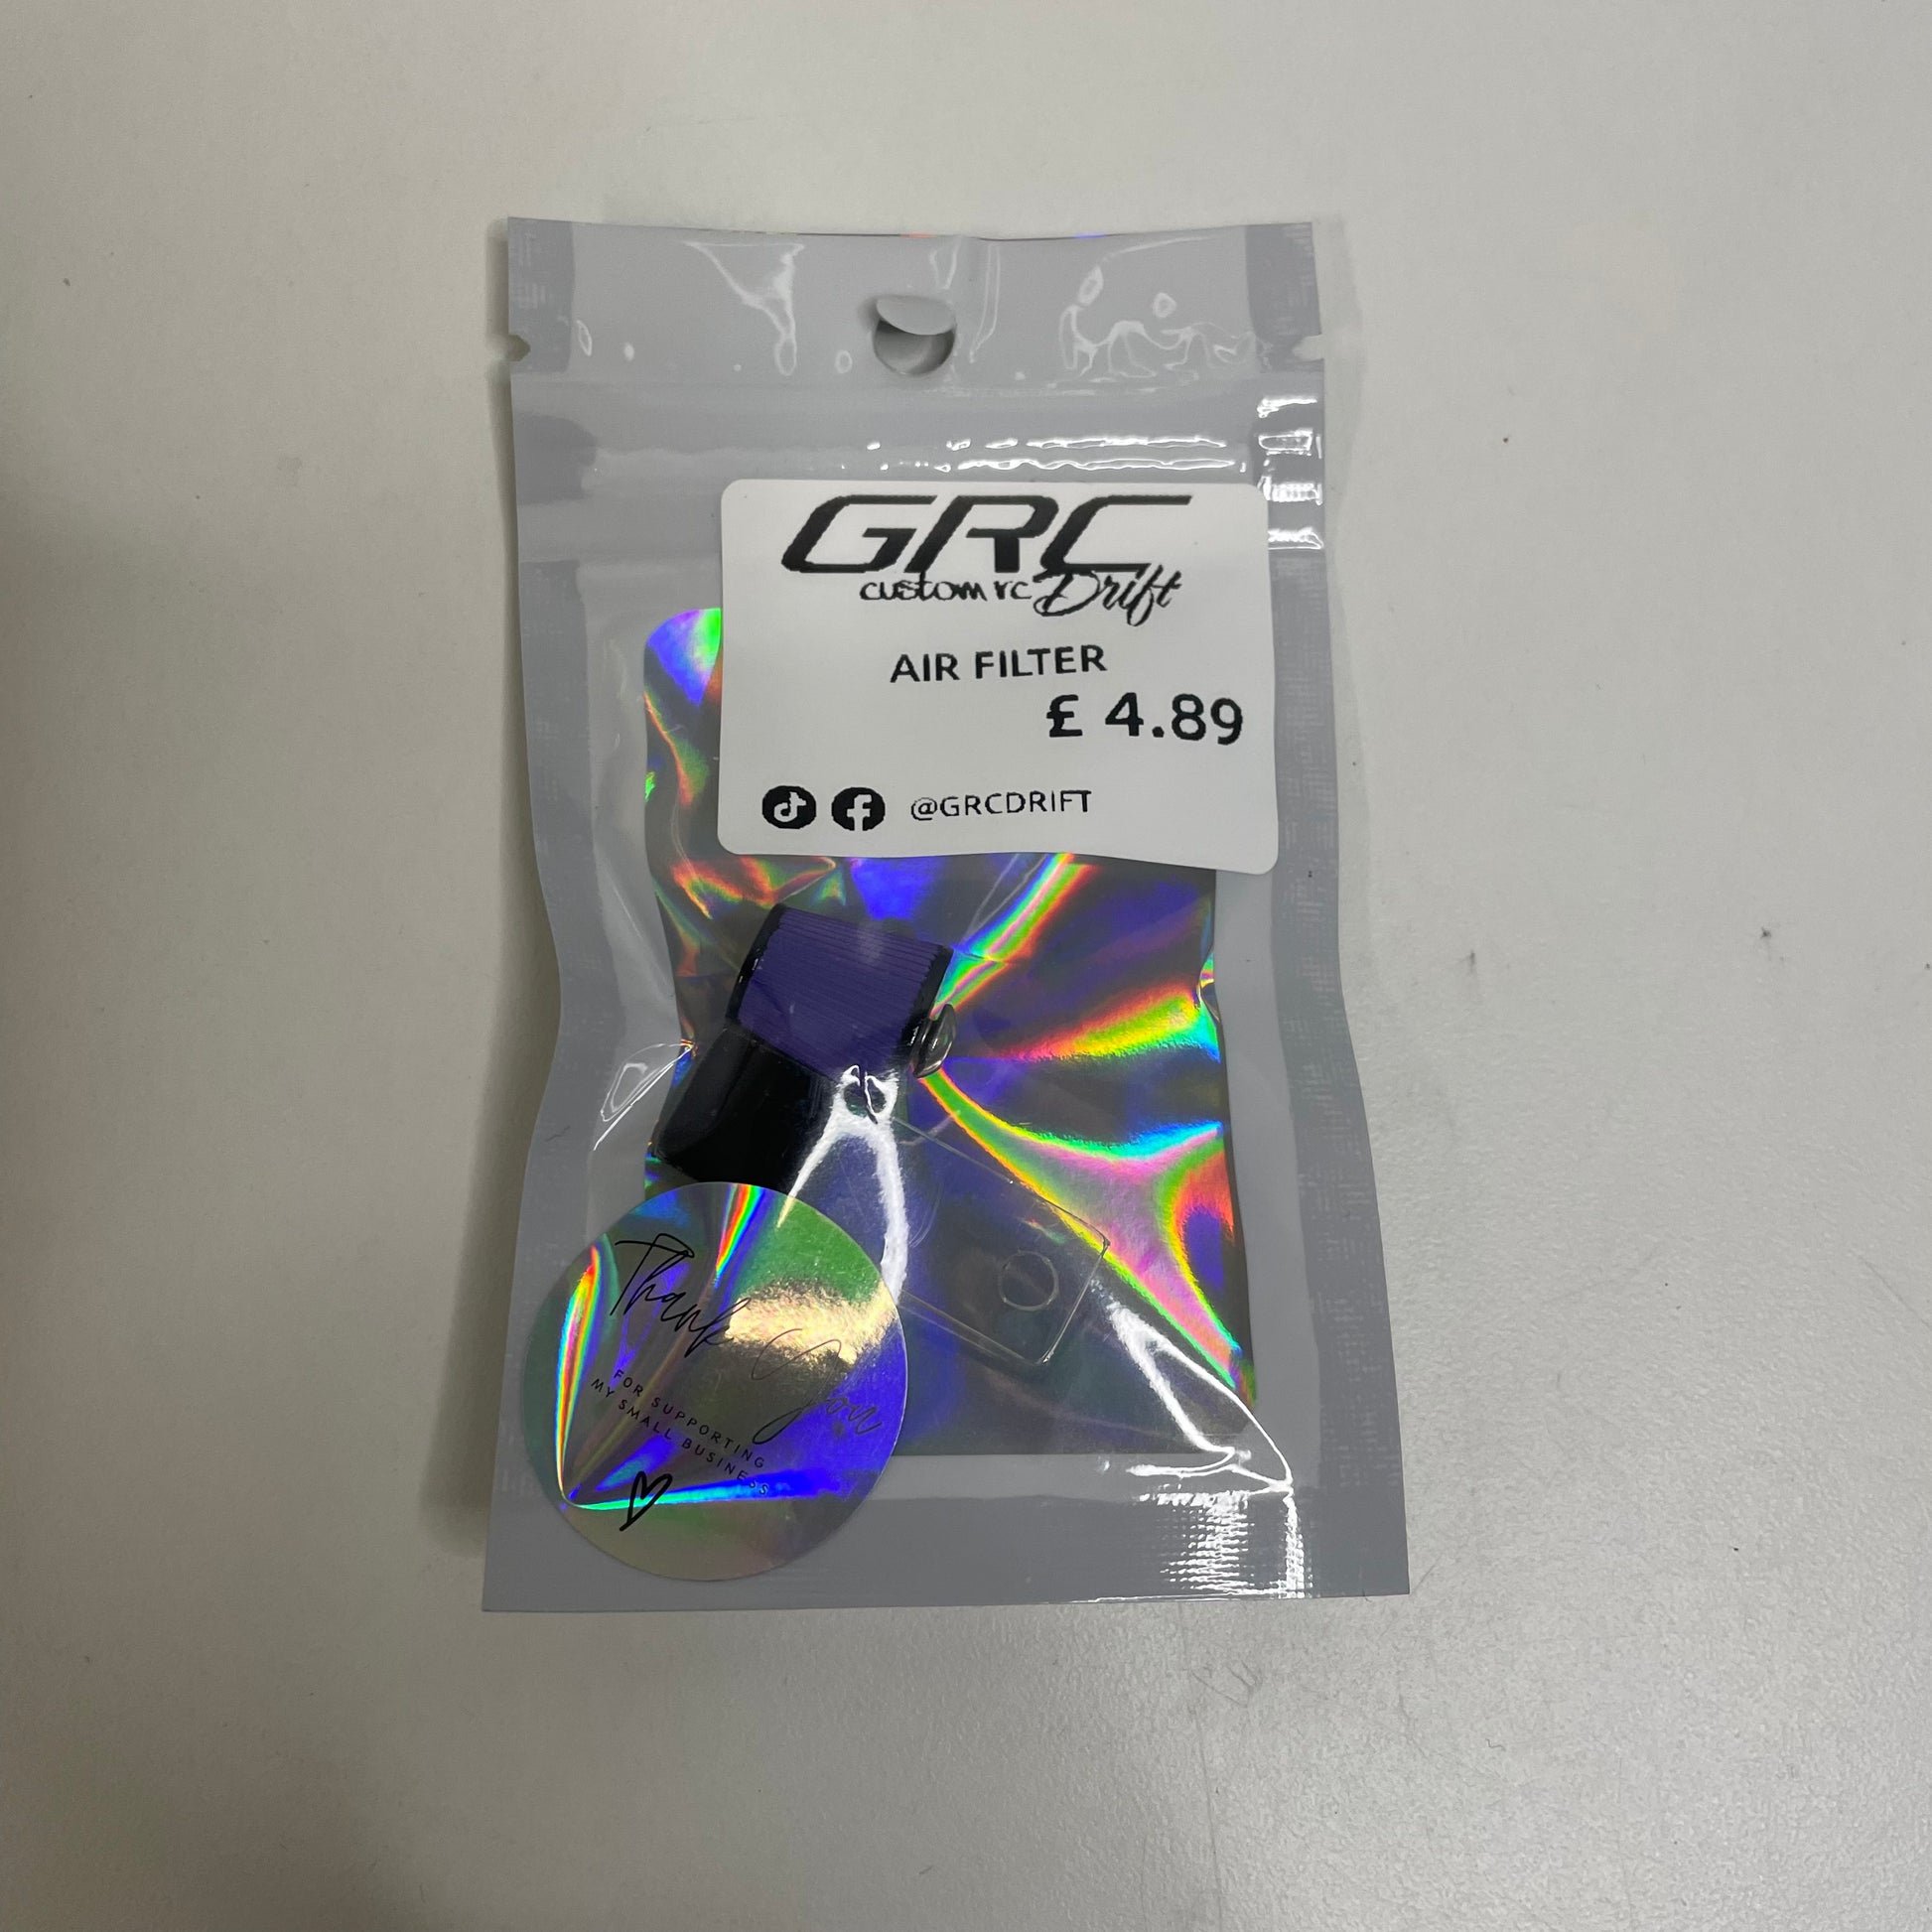 GRC
custom rc Drift
AIR FILTER
£ 4.89
@GRCDRIFT
Thank you
FOR SUPPORTING
MY SMALL BUSINESS